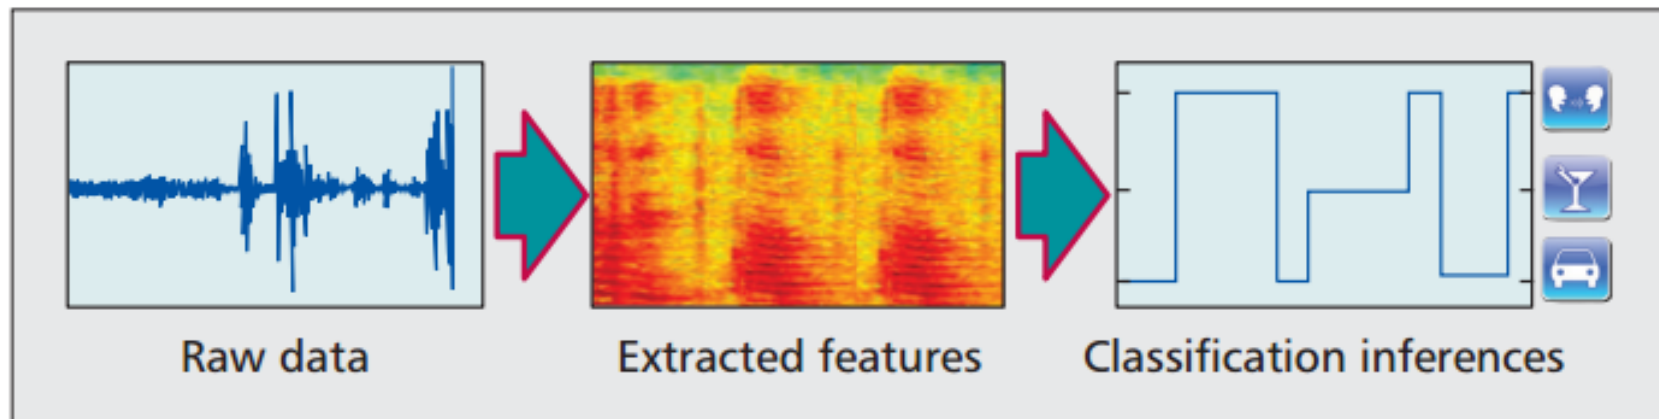 Raw data
Extracted features
Classification inferences